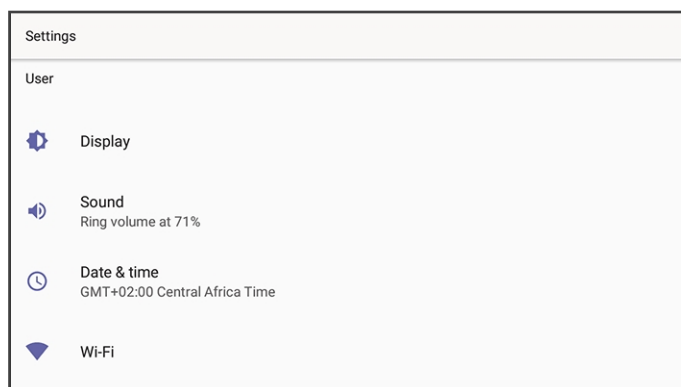 Settings
User
Display
Sound
Ring volume at 71%
Date & time
GMT+02:00 Central Africa Time
Wi-Fi